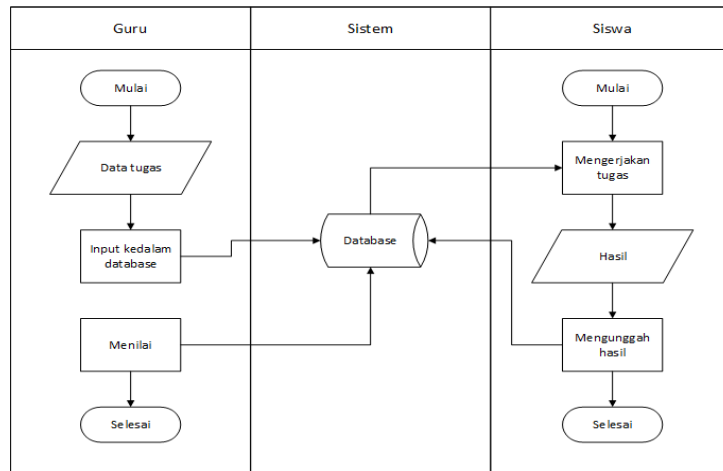 Guru
Sistem
Siswa
Mulai
Data tugas
Input kedalam
database
Menilai
Selesai
Database
Mulai
Mengerjakan
tugas
Hasil
Mengunggah
hasil
Selesai